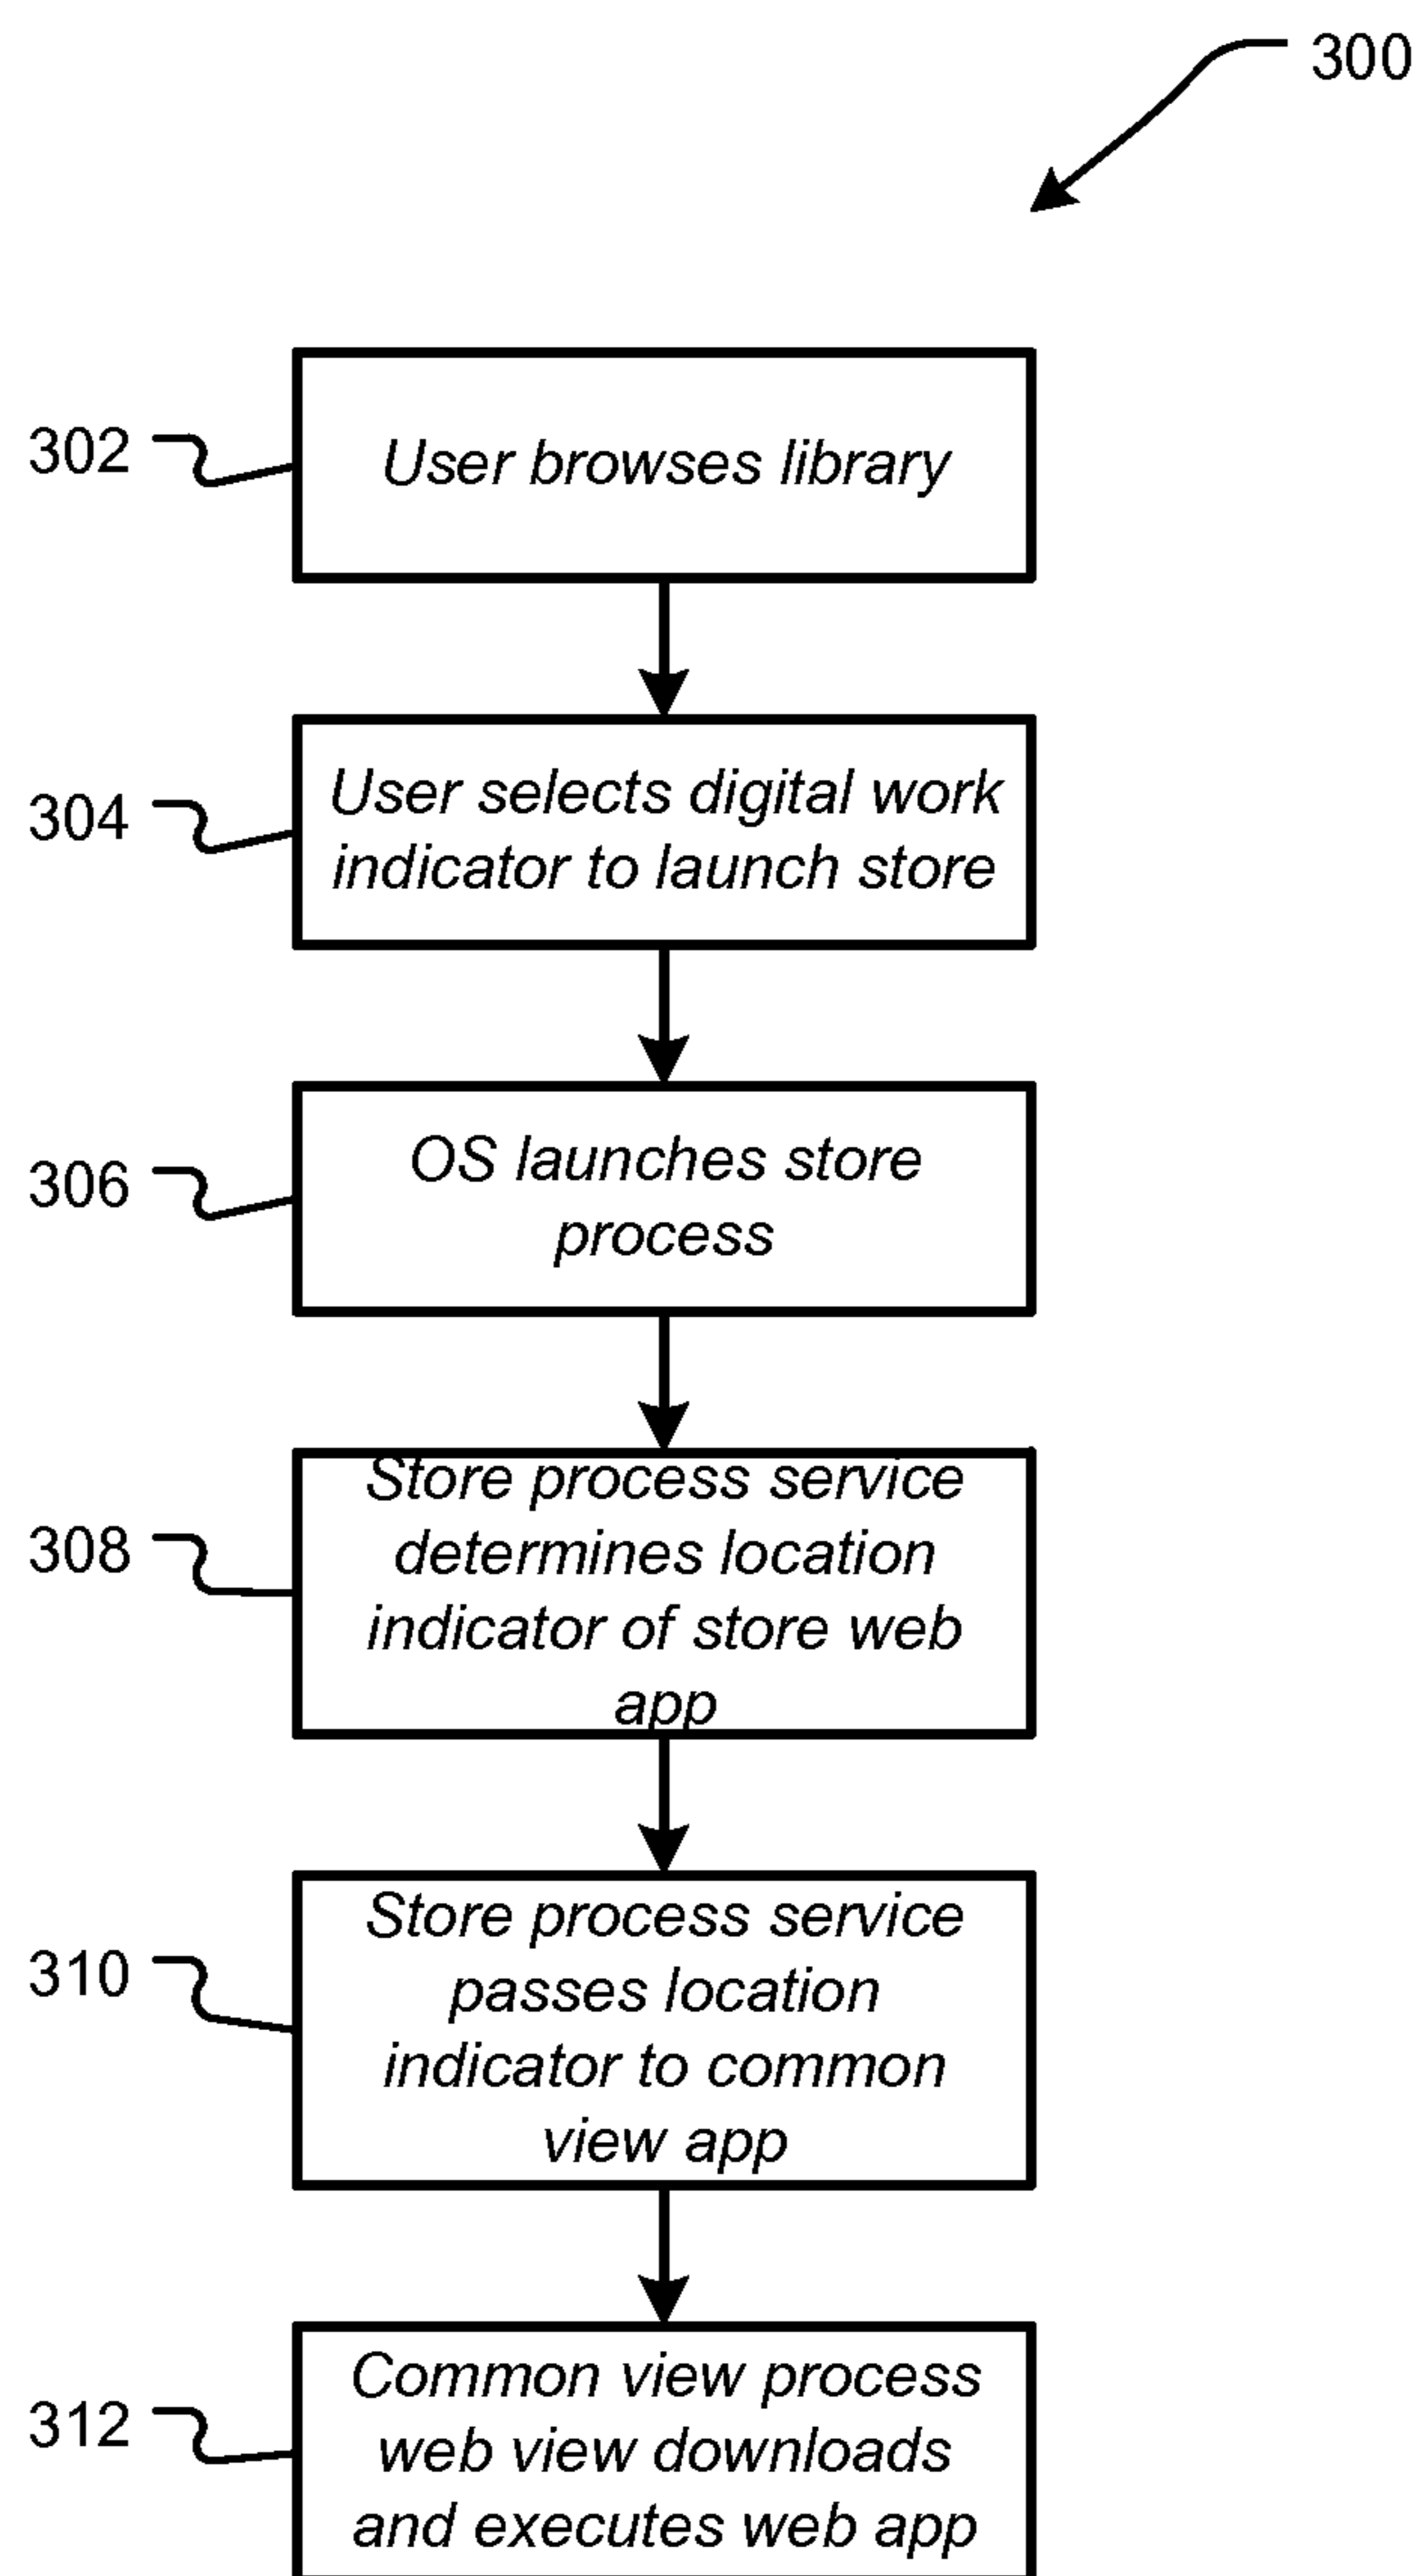 300
302
User browses library
304
User selects digital work
indicator to launch store
306
OS launches store
process
308
Store process service
determines location
indicator of store web
app
310
Store process service
passes location
indicator to common
view app
312
Common view process
web view downloads
and executes web app